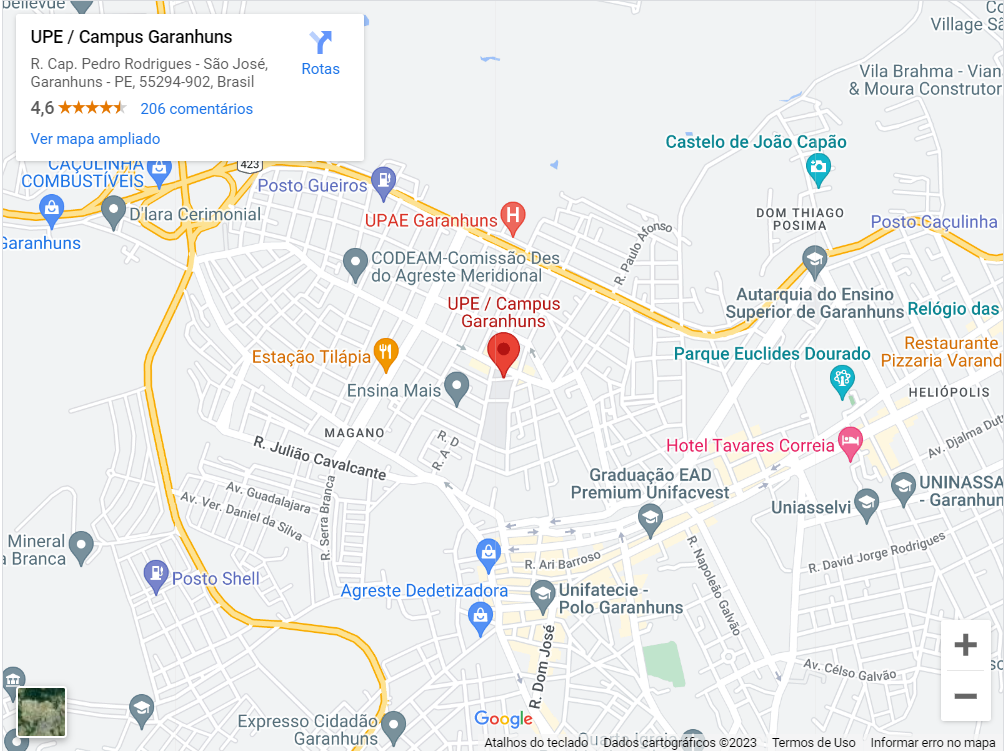 bellevue
UPE / Campus Garanhuns
R. Cap. Pedro Rodrigues - São José,
Garanhuns - PE, 55294-902, Brasil
Rotas
4,6
206 comentários
Ver mapa ampliado
Village
Vila Brahma - Vian
& Moura Construtor
Castelo de João Capão
CAÇULINHA
COMBUSTÍVEIS
423
Posto Gueiros
D'lara Cerimonial
UPAE Garanhuns
DOM THIAGO
POSIMA
Posto Caçulinha
Garanhuns
R. Paulo Afonso
CODEAM-Comissão Des
do Agreste Meridional
UPE / Campus
Garanhuns
Autarquia do Ensino
Superior de Garanhuns
Relógio das
Estação Tilápia
Parque Euclides Dourado
Restaurante
Pizzaria Varand
Ensina Mais
HELIÓPOLIS
MAGANO
R. D
R. A
R. Julião Cavalcante
Hotel Tavares Correia
Av. Djalma Dut
Graduação EAD
Premium Unifacvest
Av. Guadalajara
Av. Ver. Daniel da Silva
R. Serra Branca
Uniasselvi
UNINASSA
- Garanhun
Mineral
a Branca
R. Ari Barroso
R. Napoleão Galvão
R. David Jorge Rodrigues
Posto Shell
Agreste Dedetizadora
Unifatecie -
Polo Garanhuns
R. Dom José
Av. Célso Galvão
Expresso Cidadão
Garanhuns
Google
Atalhos do teclado
Dados cartográficos ©2023
Termos de Uso
Informar erro no mapa